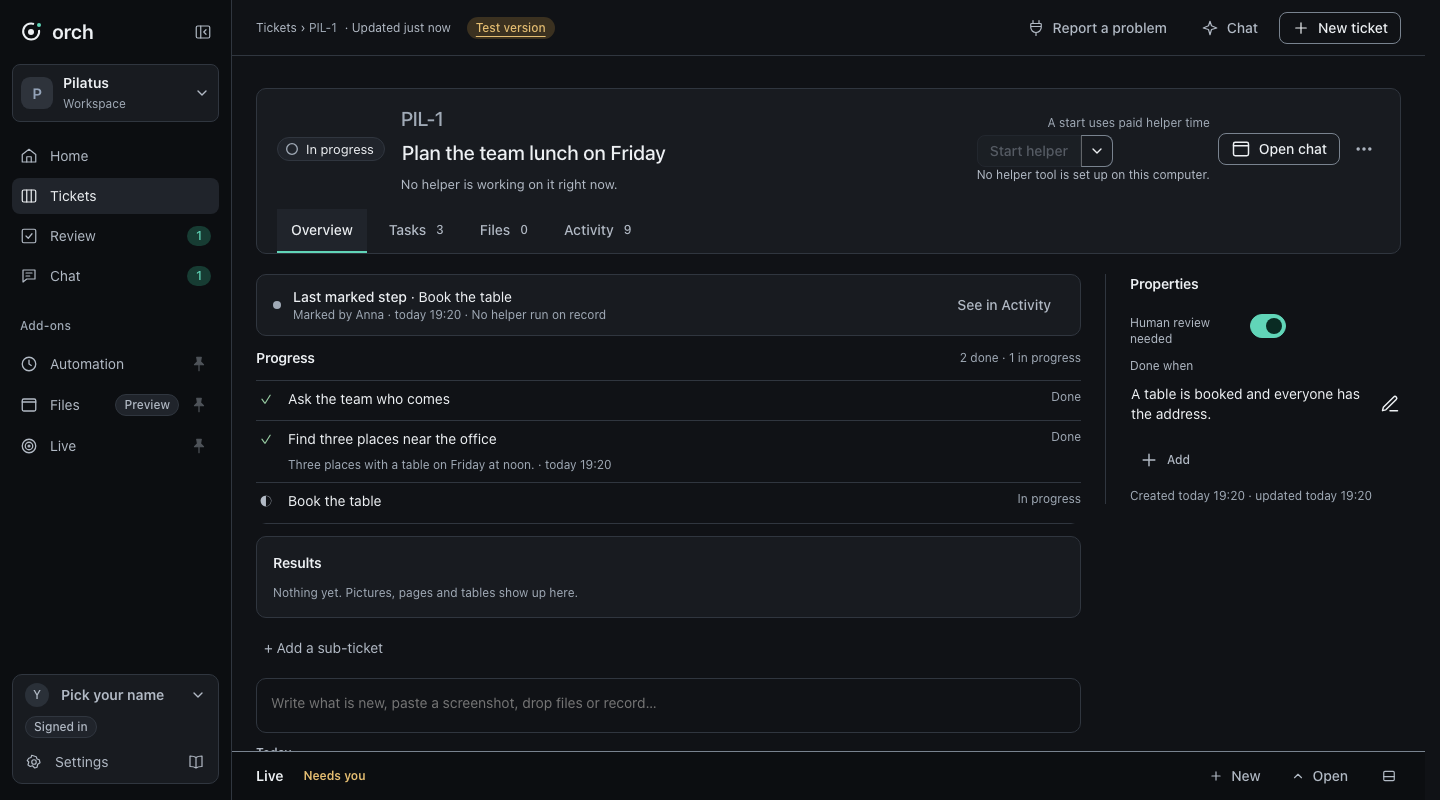 orch
P
Pilatus
Workspace
Home
Tickets
Review 1
Chat 1
Add-ons
Automation
Files Preview
Live
Y Pick your name
Signed in
Settings
Tickets › PIL-1 · Updated just now Test version
Report a problem Chat New ticket
In progress
PIL-1
Plan the team lunch on Friday
No helper is working on it right now.
A start uses paid helper time
Start helper
No helper tool is set up on this computer.
Open chat
Overview Tasks 3 Files 0 Activity 9
Last marked step · Book the table
Marked by Anna · today 19:20 · No helper run on record
See in Activity
Progress 2 done · 1 in progress
Ask the team who comes Done
Find three places near the office Done
Three places with a table on Friday at noon. · today 19:20
Book the table In progress
Results
Nothing yet. Pictures, pages and tables show up here.
+ Add a sub-ticket
Write what is new, paste a screenshot, drop files or record…
Today
Properties
Human review
needed
Done when
A table is booked and everyone has
the address.
Add
Created today 19:20 · updated today 19:20
Live Needs you
New Open